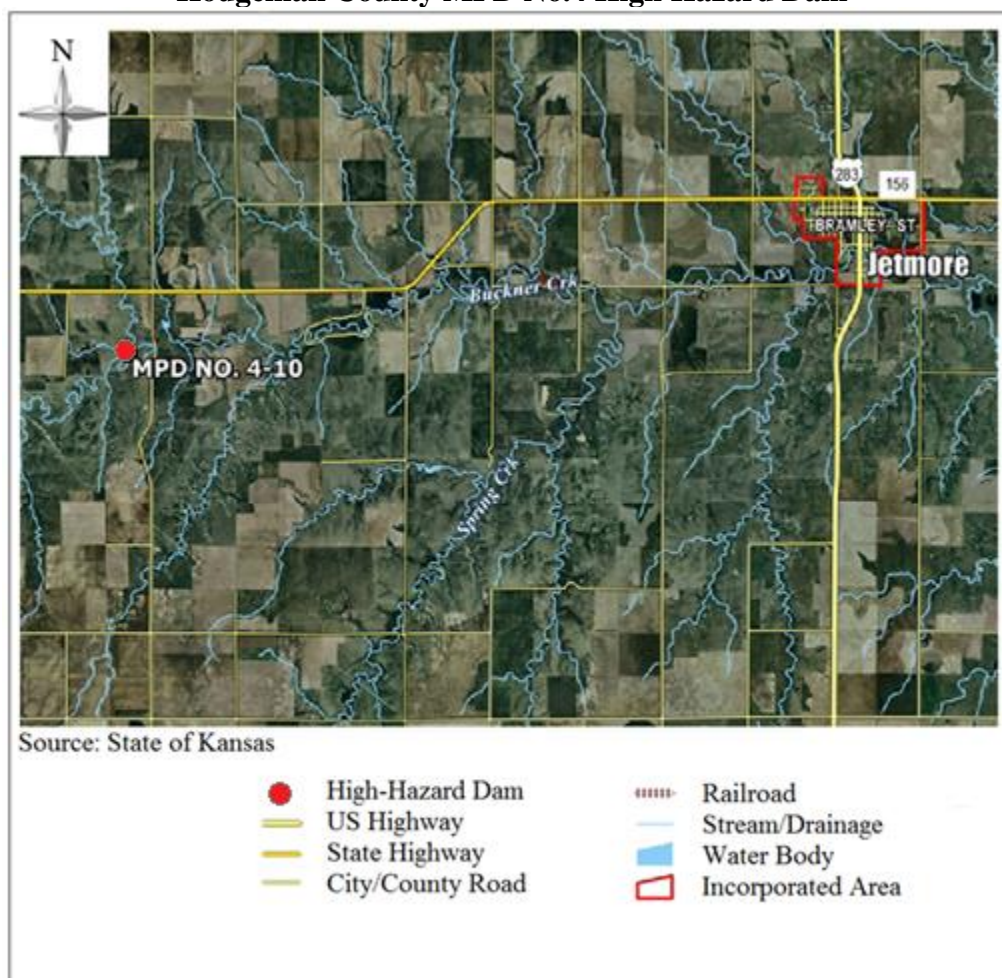 N
283
156
BRAMLEY ST
Jetmore
Buckner Crk
MPD NO. 4-10
Spring Crk
Source: State of Kansas
High-Hazard Dam
US Highway
State Highway
City/County Road
Railroad
Stream/Drainage
Water Body
Incorporated Area